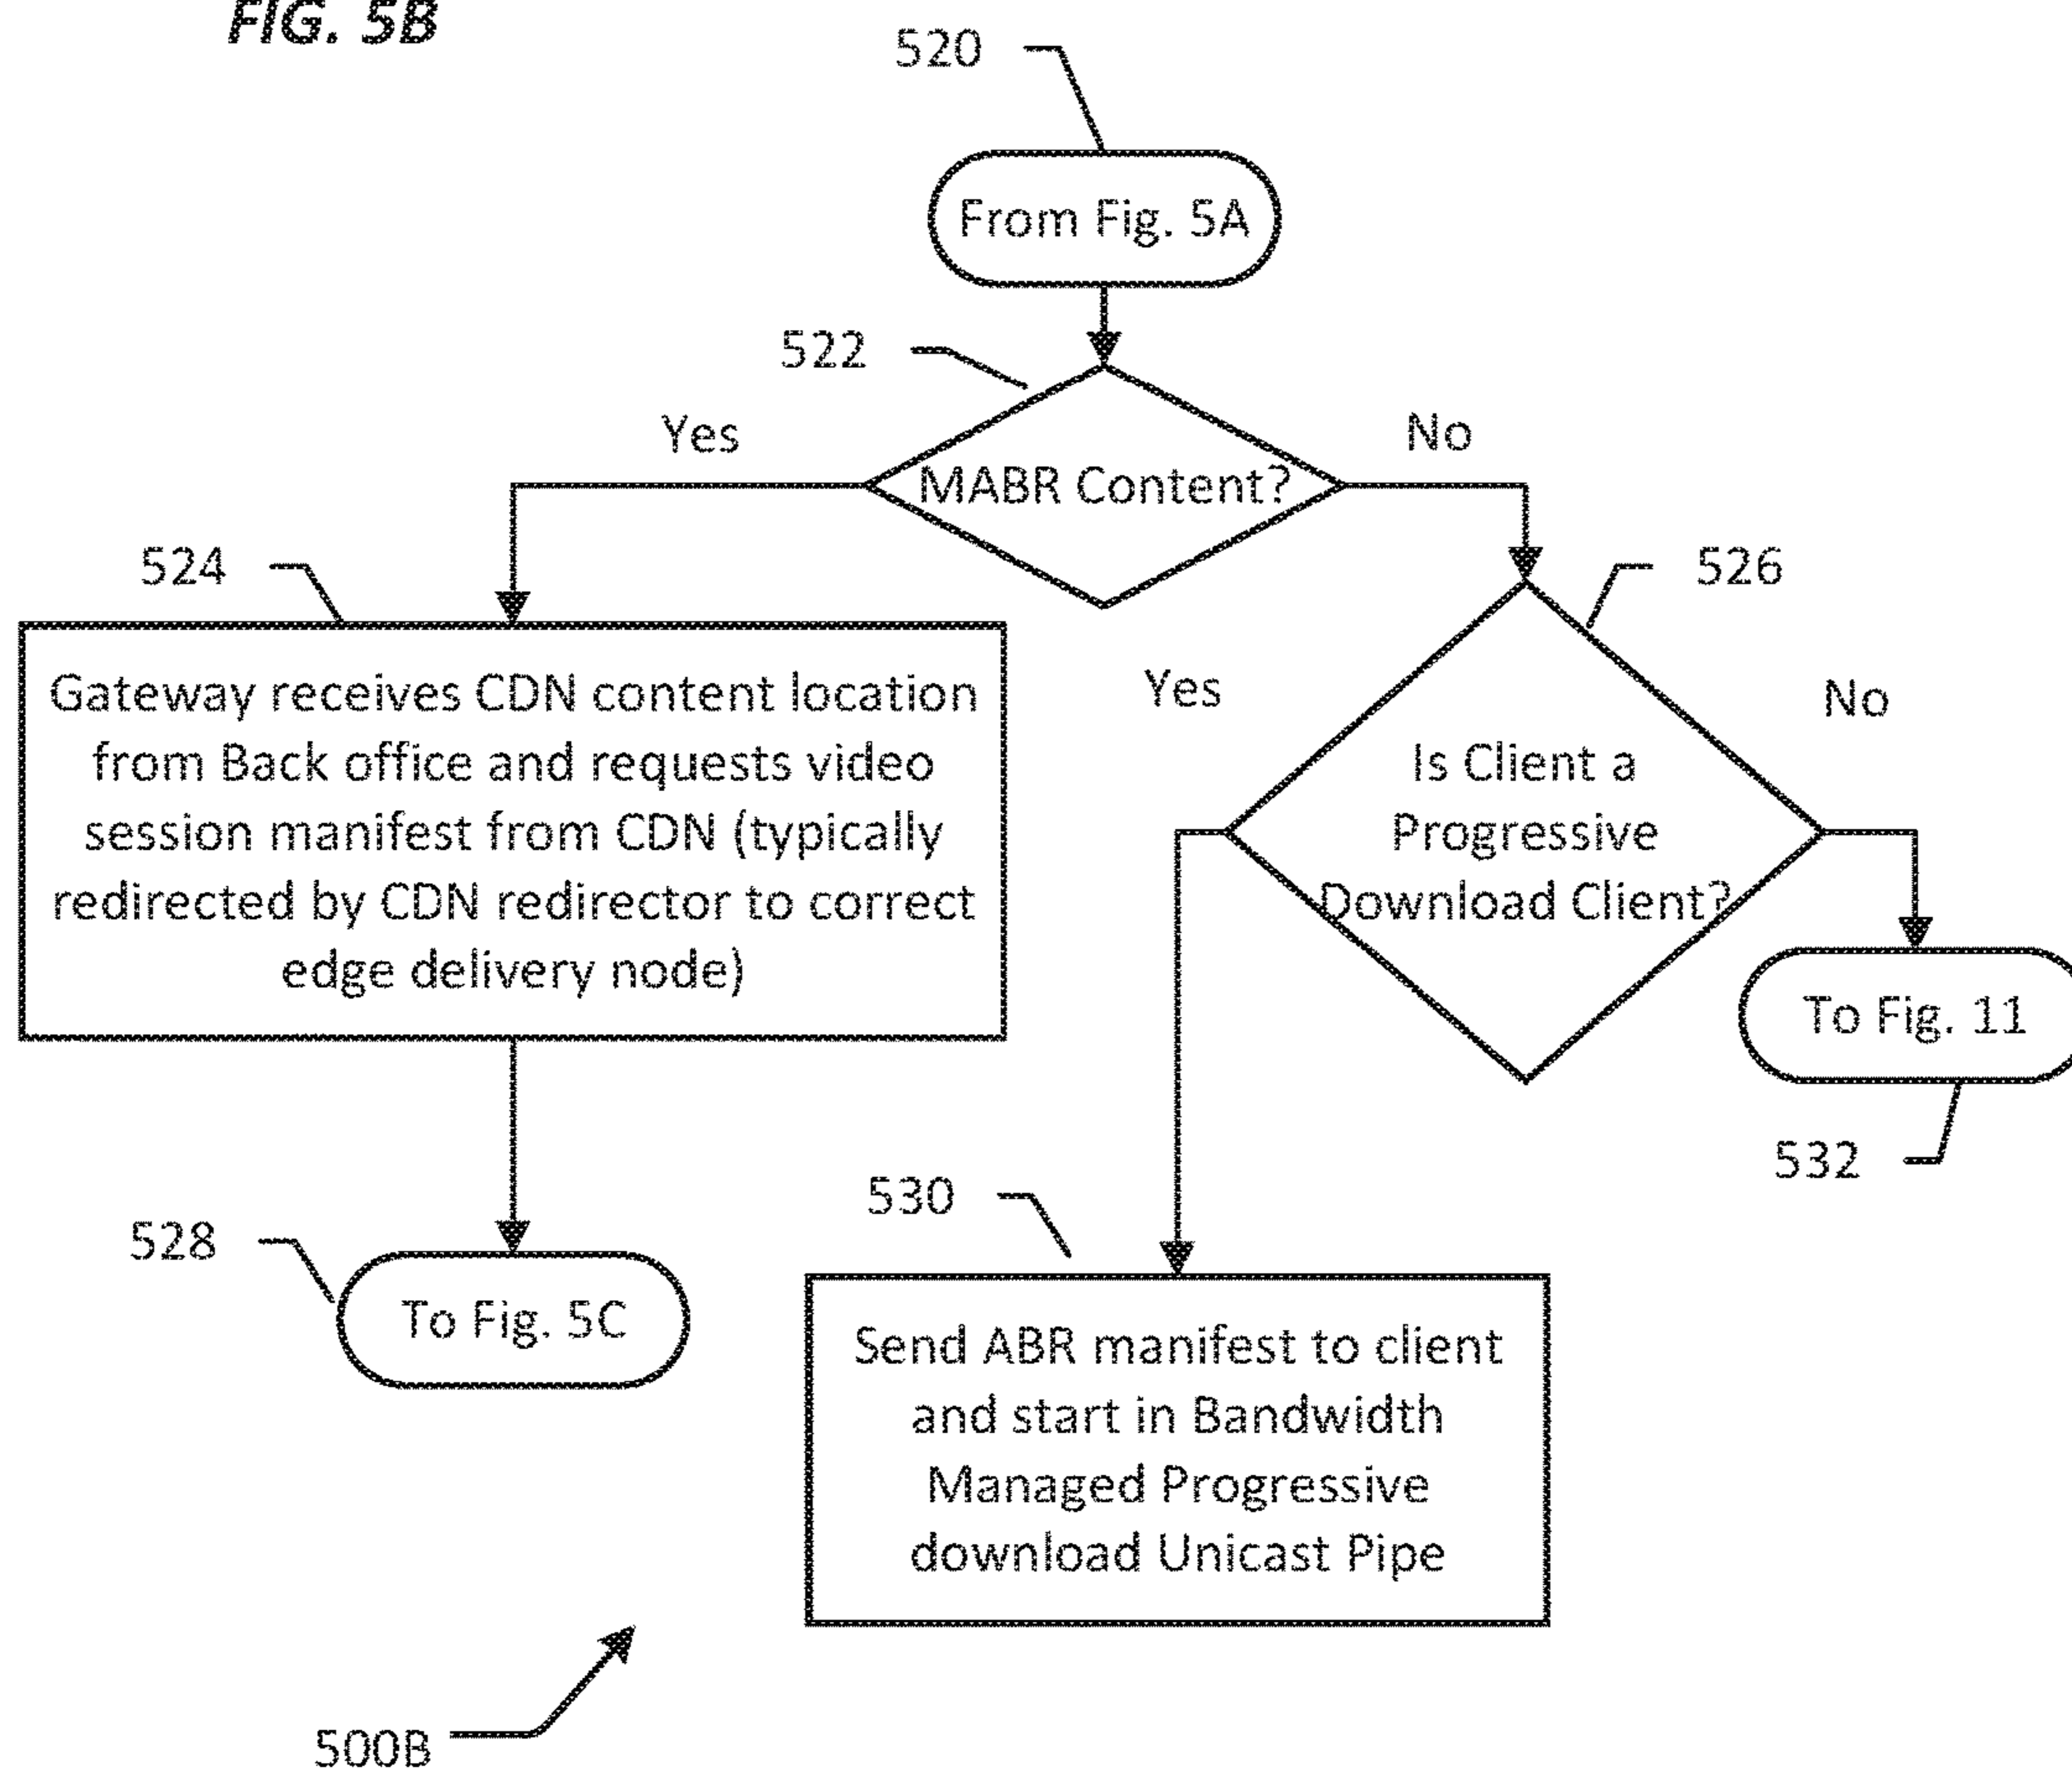 FIG. 5B
520
From Fig. 5A
522
Yes
No
MABR Content?
524
526
Gateway receives CDN content location
from Back office and requests video
session manifest from CDN (typically
redirected by CDN redirector to correct
edge delivery node)
Yes
No
Is Client a
Progressive
Download Client?
To Fig. 11
532
530
528
To Fig. 5C
Send ABR manifest to client
and start in Bandwidth
Managed Progressive
download Unicast Pipe
500B